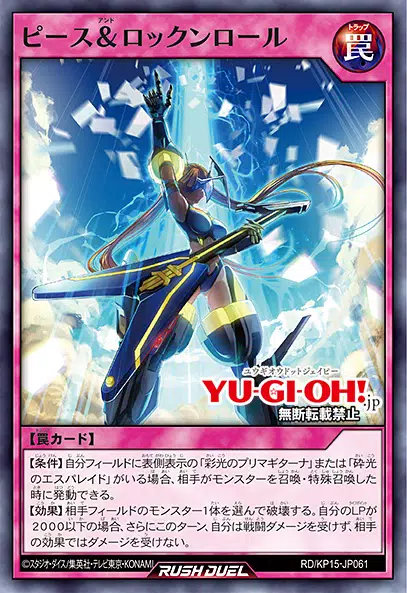 ピース&ロックンロール
アンド
トラップ
罠
ユウギオウドットジェイピー
YU-GI-OH!.jp
無断転載禁止
【罠カード】
【条件】自分フィールドに表側表示の「彩光のプリマギターナ」または「砕光
のエスパレイド」がいる場合、相手がモンスターを召喚・特殊召喚した
時に発動できる。
【効果】相手フィールドのモンスター1体を選んで破壊する。自分のLPが
2000以下の場合、さらにこのターン、自分は戦闘ダメージを受けず、相手
の効果ではダメージを受けない。
©スタジオ・ダイス/集英社・テレビ東京・KONAMI
RUSH DUEL
RD/KP15-JP061